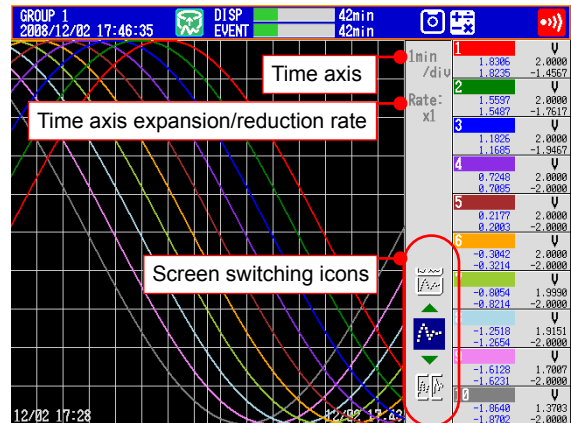 GROUP 1
2008/12/02 17:46:35
DISP 42min
EVENT 42min
Time axis
1min
/div
Time axis expansion/reduction rate
Rate:
x1
Screen switching icons
12/02 17:28
1 V
1.8306 2.0000
1.8235 -1.4567
2 V
1.5597 2.0000
1.5487 -1.7617
3 V
1.1826 2.0000
1.1685 -1.9467
4 V
0.7248 2.0000
0.7085 -2.0000
5 V
0.2177 2.0000
0.2003 -2.0000
6 V
-0.3042 2.0000
-0.3214 -2.0000
V
-0.8054 1.9990
-0.8214 -2.0000
V
-1.2518 1.9151
-1.2654 -2.0000
V
-1.6128 1.7007
-1.6231 -2.0000
V
-1.8640 1.3703
-1.8702 -2.0000